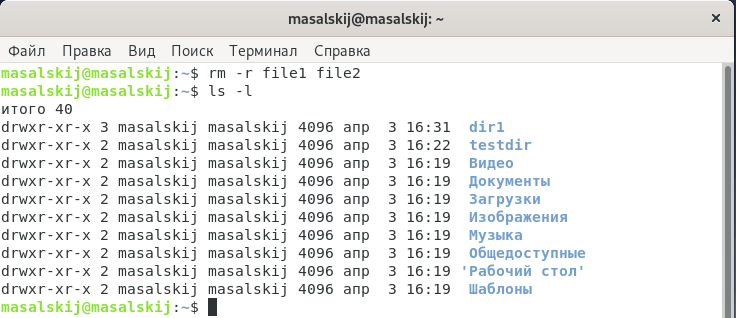 masalskij@masalskij: ~
Файл Правка Вид Поиск Терминал Справка
masalskij@masalskij:~$ rm -r file1 file2
masalskij@masalskij:~$ ls -l
итого 40
drwxr-xr-x 3 masalskij masalskij 4096 апр  3 16:31  dir1
drwxr-xr-x 2 masalskij masalskij 4096 апр  3 16:22  testdir
drwxr-xr-x 2 masalskij masalskij 4096 апр  3 16:19  Видео
drwxr-xr-x 2 masalskij masalskij 4096 апр  3 16:19  Документы
drwxr-xr-x 2 masalskij masalskij 4096 апр  3 16:19  Загрузки
drwxr-xr-x 2 masalskij masalskij 4096 апр  3 16:19  Изображения
drwxr-xr-x 2 masalskij masalskij 4096 апр  3 16:19  Музыка
drwxr-xr-x 2 masalskij masalskij 4096 апр  3 16:19  Общедоступные
drwxr-xr-x 2 masalskij masalskij 4096 апр  3 16:19 'Рабочий стол'
drwxr-xr-x 2 masalskij masalskij 4096 апр  3 16:19  Шаблоны
masalskij@masalskij:~$